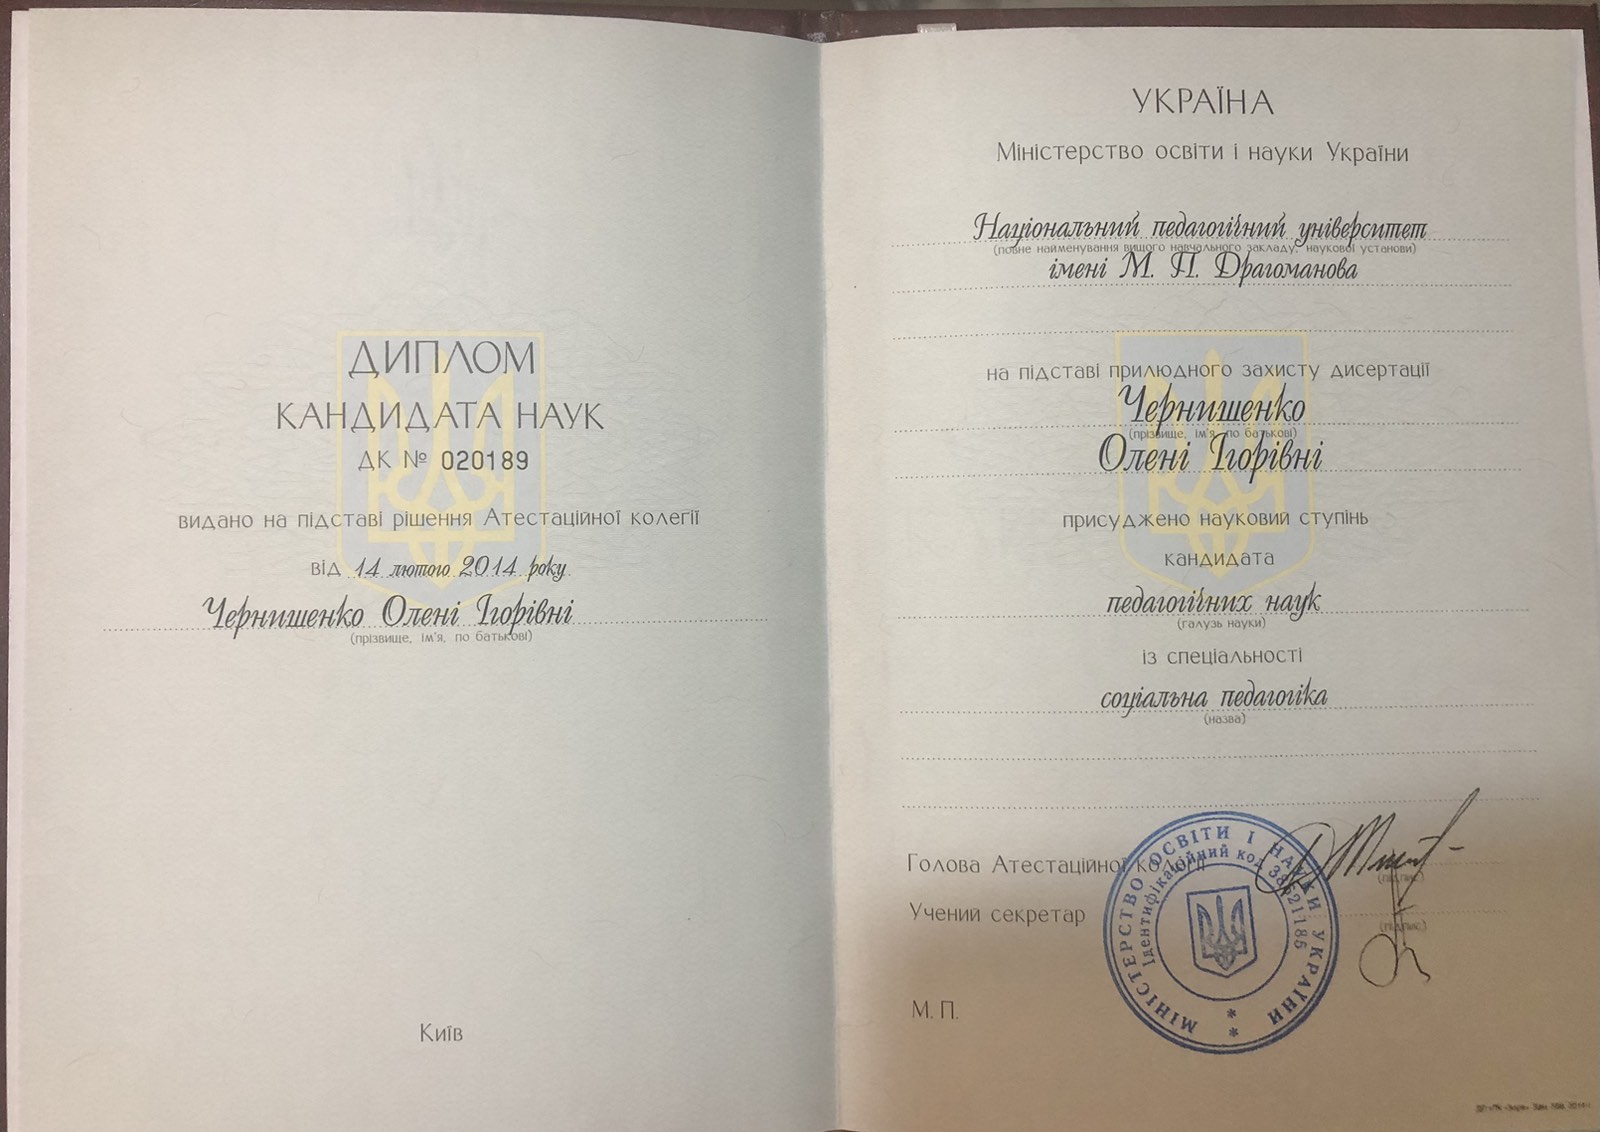 ДИПЛОМ
КАНДИДАТА НАУК
ДК № 020189
видано на підставі рішення Атестаційної колегії
від 14 лютого 2014 року
Чернишенко Олені Ігорівні
(прізвище, ім'я, по батькові)
Київ
УКРАЇНА
Міністерство освіти і науки України
Національний педагогічний університет
(повне найменування вищого навчального закладу, наукової установи)
імені М. П. Драгоманова
на підставі прилюдного захисту дисертації
Чернишенко
(прізвище, ім'я, по батькові)
Олені Ігорівні
присуджено науковий ступінь
кандидата
педагогічних наук
(галузь науки)
із спеціальності
соціальна педагогіка
(назва)
Голова Атестаційної колегії
(підпис)
Учений секретар
(підпис)
М. П.
МІНІСТЕРСТВО ОСВІТИ І НАУКИ УКРАЇНИ * *
Ідентифікаційний код 38621185